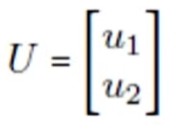 U = [u₁
u₂]